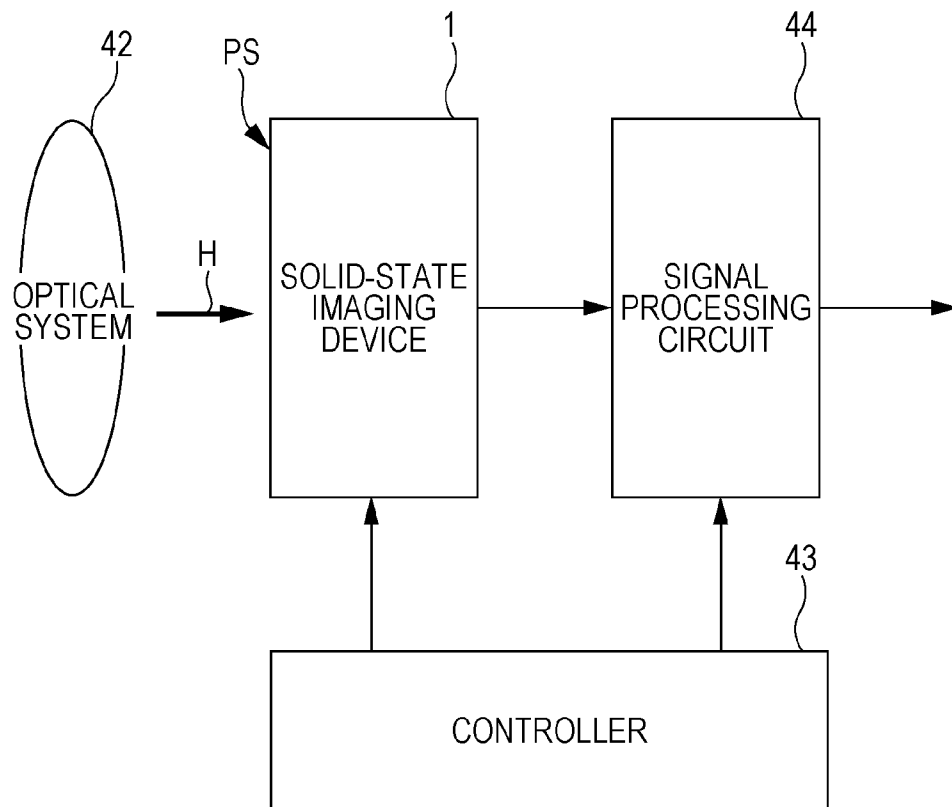 42
PS
1
44
H
OPTICAL
SYSTEM
SOLID-STATE
IMAGING
DEVICE
SIGNAL
PROCESSING
CIRCUIT
43
CONTROLLER